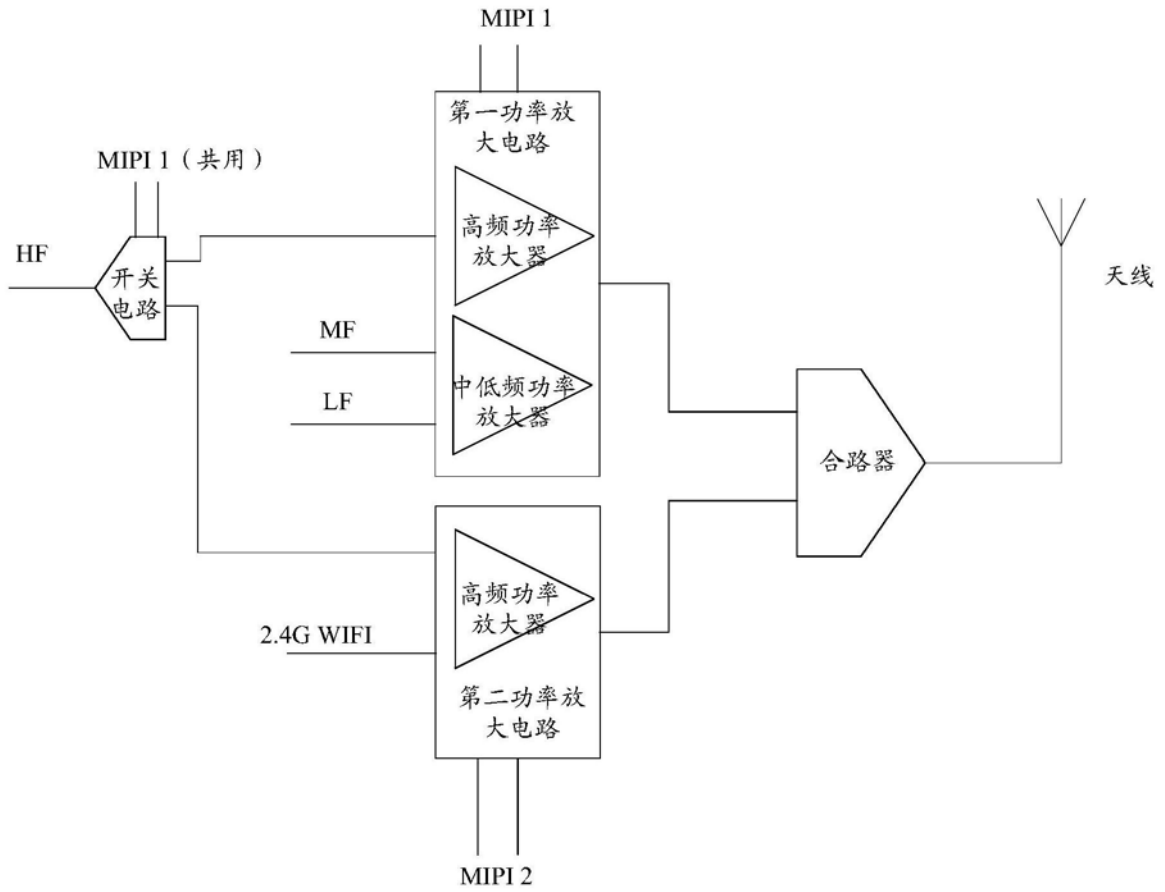 MIPI 1
第一功率放
大电路
MIPI 1（共用）
高频功率
放大器
HF
开关
电路
天线
MF
中低频功率
放大器
LF
合路器
高频功率
放大器
2.4G WIFI
第二功率放
大电路
MIPI 2